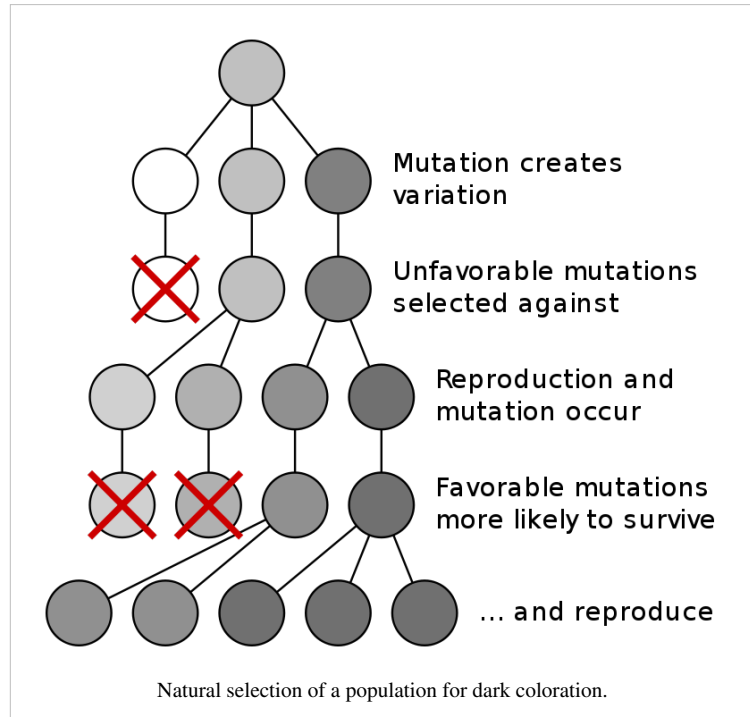 Mutation creates
variation
Unfavorable mutations
selected against
Reproduction and
mutation occur
Favorable mutations
more likely to survive
... and reproduce
Natural selection of a population for dark coloration.